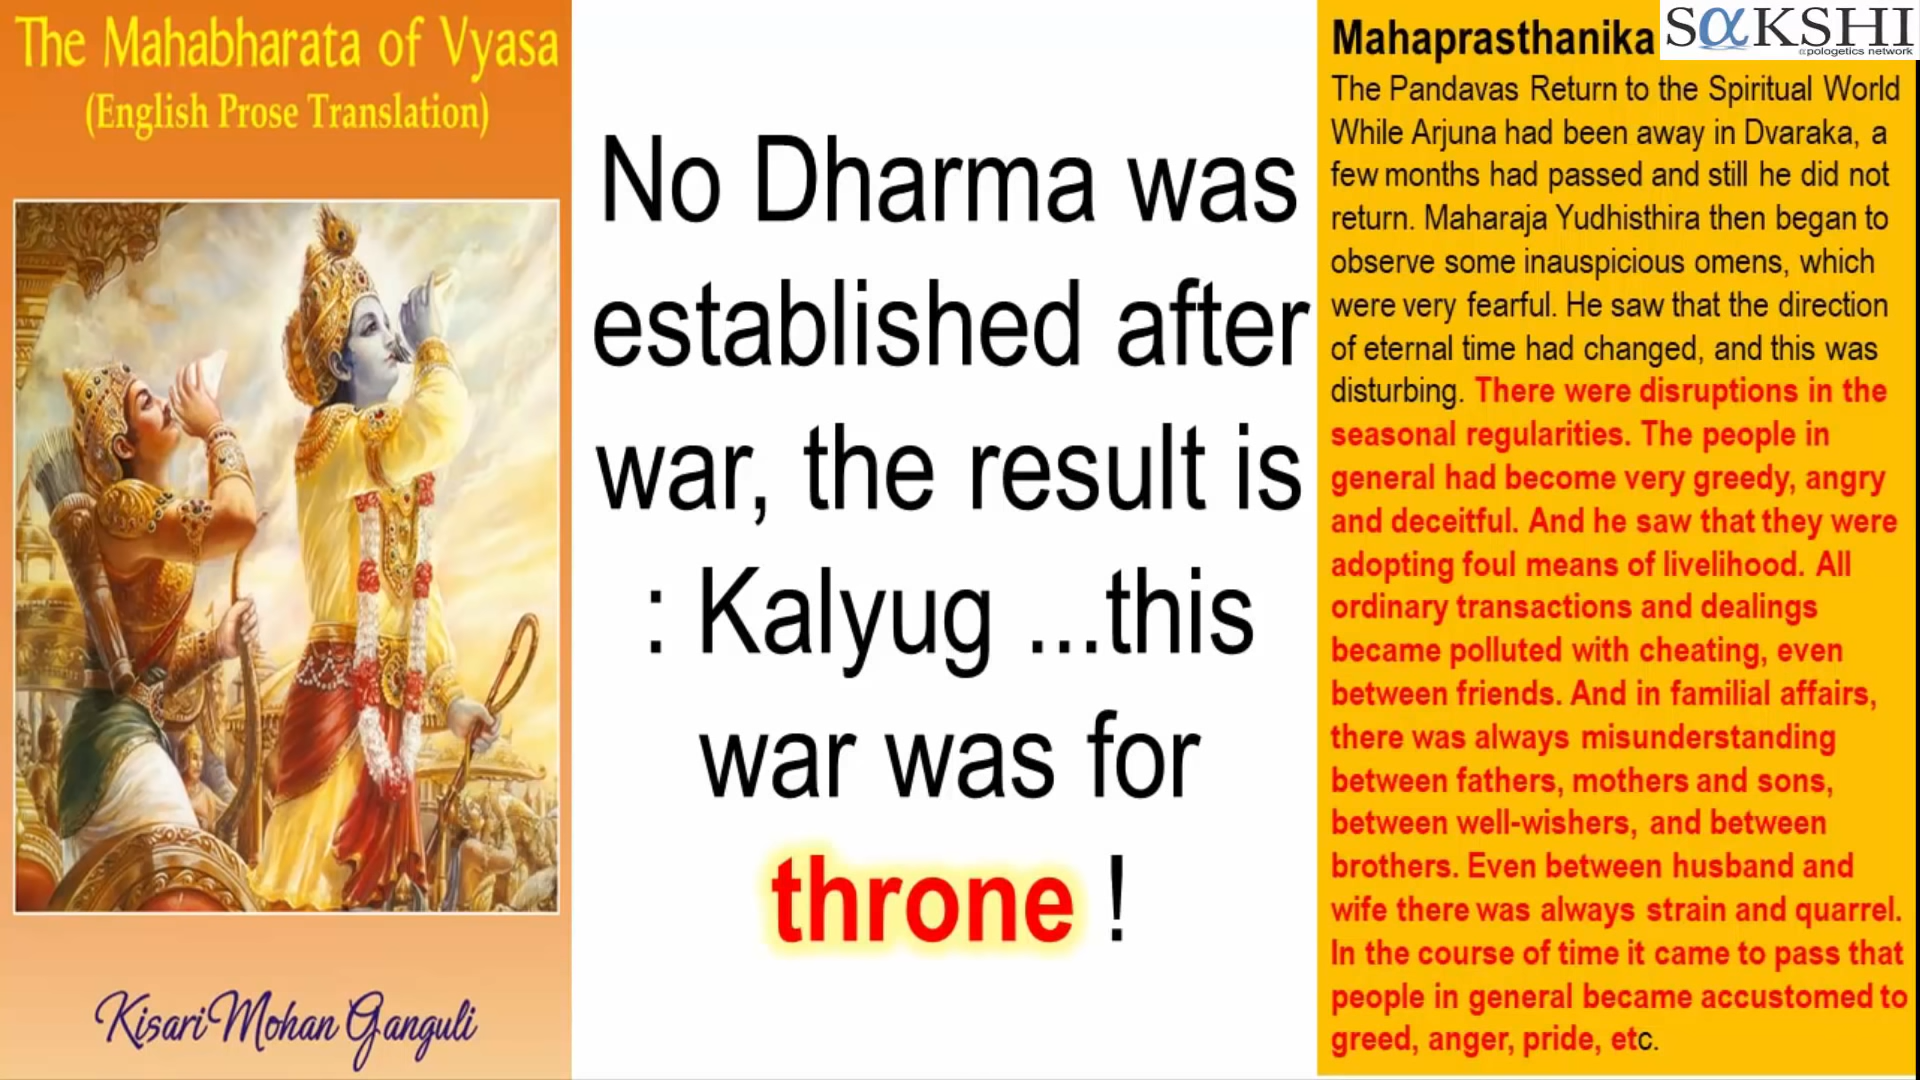 The Mahabharata of Vyasa
(English Prose Translation)
Kisari Mohan Ganguli
No Dharma was
established after
war, the result is
: Kalyug ...this
war was for
throne !
SαKSHI
αpologetics network
Mahaprasthanika
The Pandavas Return to the Spiritual World
While Arjuna had been away in Dvaraka, a
few months had passed and still he did not
return. Maharaja Yudhisthira then began to
observe some inauspicious omens, which
were very fearful. He saw that the direction
of eternal time had changed, and this was
disturbing. There were disruptions in the
seasonal regularities. The people in
general had become very greedy, angry
and deceitful. And he saw that they were
adopting foul means of livelihood. All
ordinary transactions and dealings
became polluted with cheating, even
between friends. And in familial affairs,
there was always misunderstanding
between fathers, mothers and sons,
between well-wishers, and between
brothers. Even between husband and
wife there was always strain and quarrel.
In the course of time it came to pass that
people in general became accustomed to
greed, anger, pride, etc.